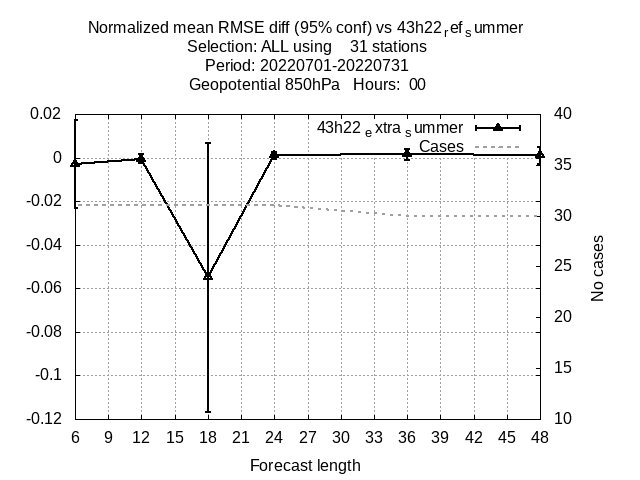 Normalized mean RMSE diff (95% conf) vs 43h22refsummer
Selection: ALL using 31 stations
Period: 20220701-20220731
Geopotential 850hPa Hours: 00
0.02
0
-0.02
-0.04
-0.06
-0.08
-0.1
-0.12
43h22extrasummer
Cases
40
35
30
25
20
15
10
No cases
6 9 12 15 18 21 24 27 30 33 36 39 42 45 48
Forecast length